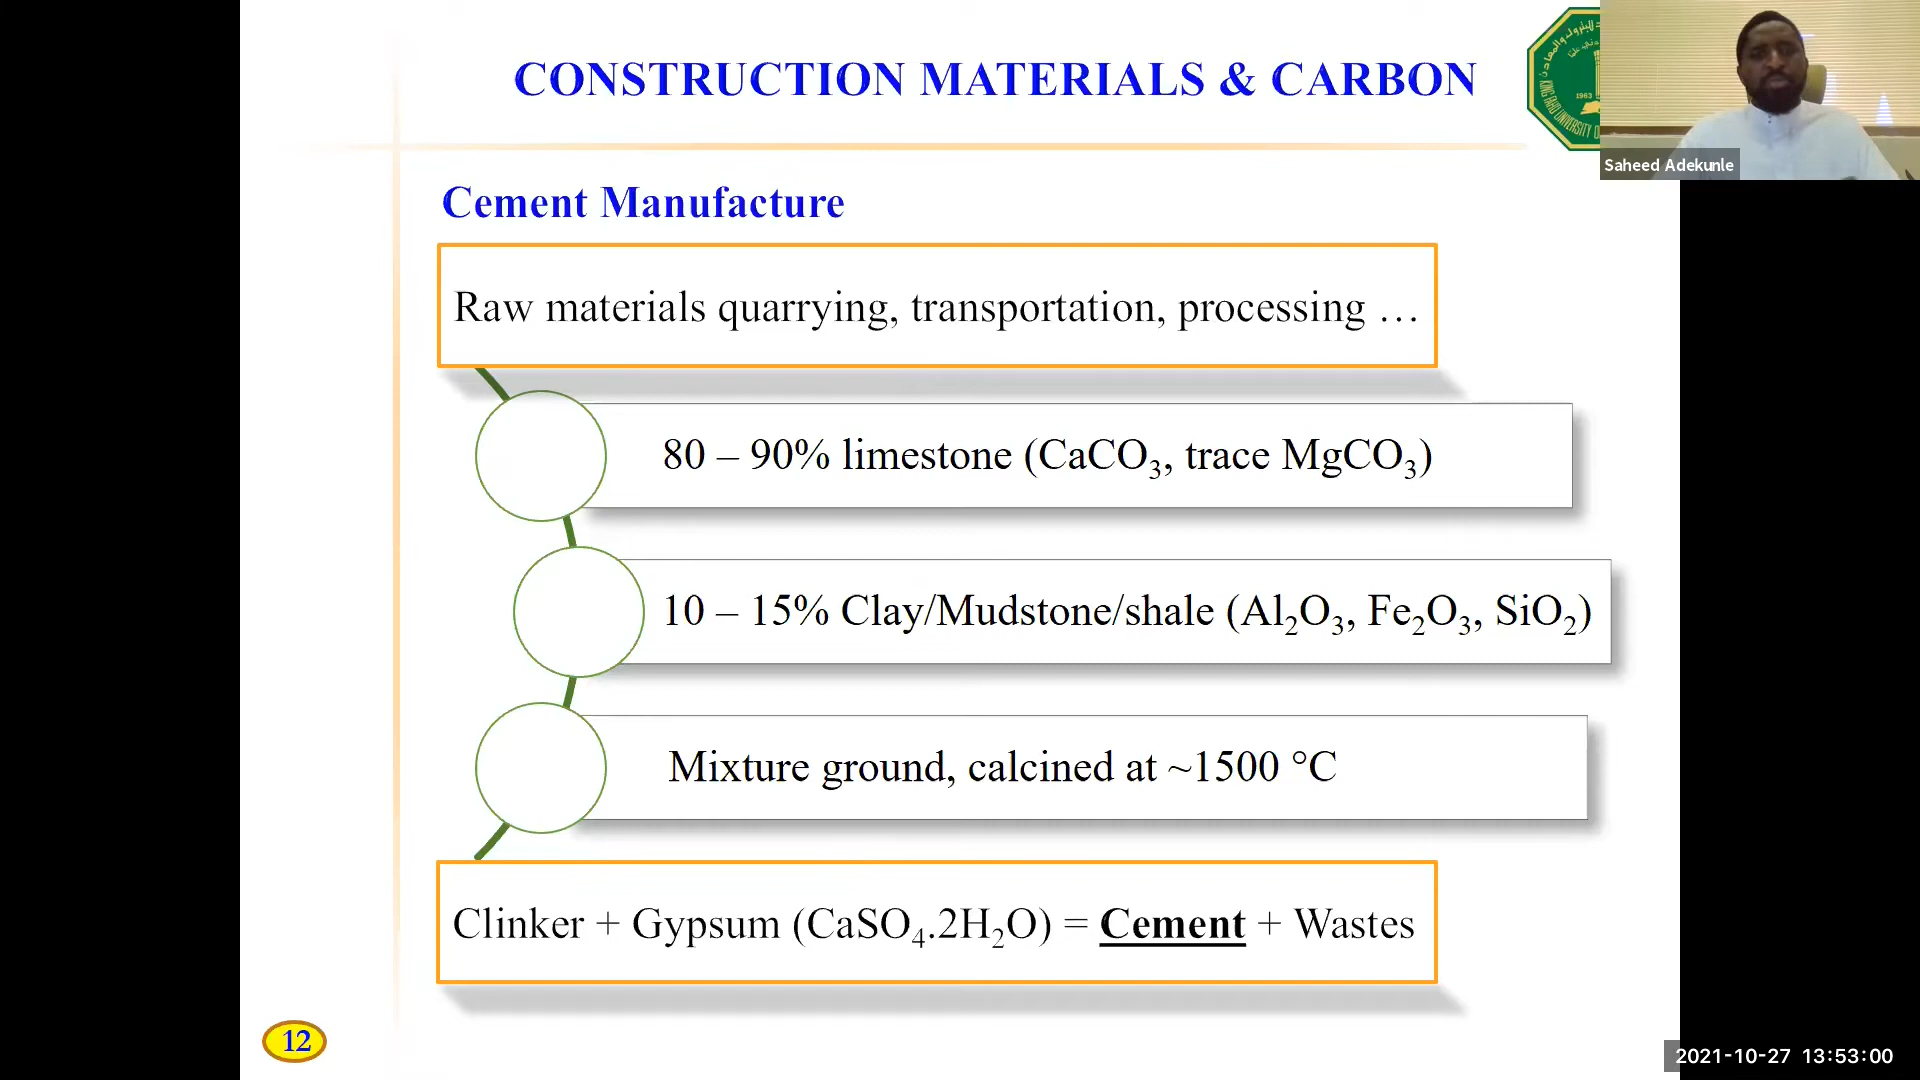 CONSTRUCTION MATERIALS & CARBON
1963
Saheed Adekunle
Cement Manufacture
Raw materials quarrying, transportation, processing …
80 – 90% limestone (CaCO₃, trace MgCO₃)
10 – 15% Clay/Mudstone/shale (Al₂O₃, Fe₂O₃, SiO₂)
Mixture ground, calcined at ~1500 °C
Clinker + Gypsum (CaSO₄.2H₂O) = Cement + Wastes
12
2021-10-27 13:53:00